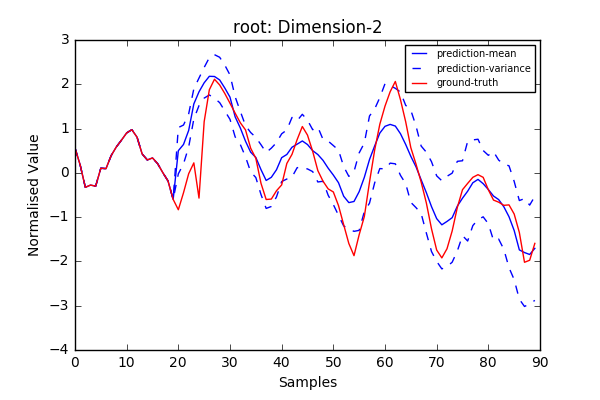 root: Dimension-2
prediction-mean
prediction-variance
ground-truth
Normalised Value
3
2
1
0
−1
−2
−3
−4
0 10 20 30 40 50 60 70 80 90
Samples